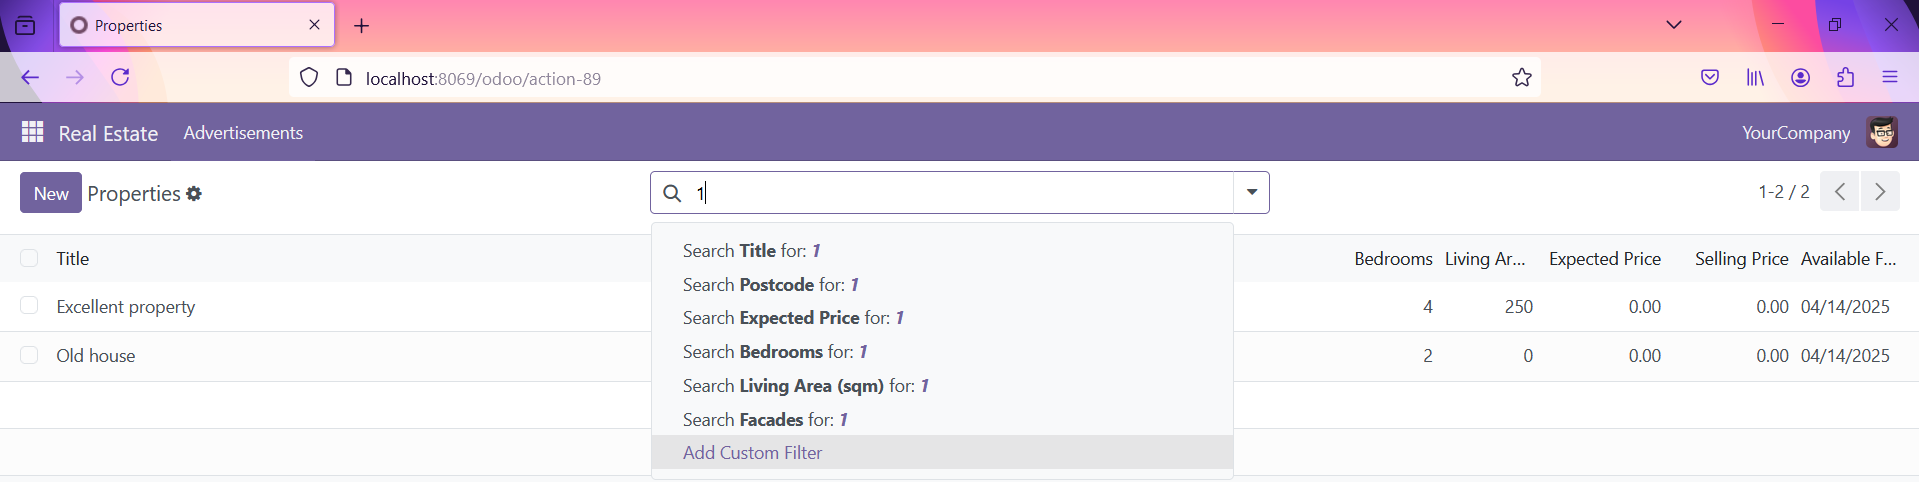 Properties
localhost:8069/odoo/action-89
Real Estate Advertisements YourCompany
New Properties 1 1-2 / 2
Title Bedrooms Living Ar... Expected Price Selling Price Available F...
Excellent property 4 250 0.00 0.00 04/14/2025
Old house 2 0 0.00 0.00 04/14/2025
Search Title for: 1
Search Postcode for: 1
Search Expected Price for: 1
Search Bedrooms for: 1
Search Living Area (sqm) for: 1
Search Facades for: 1
Add Custom Filter